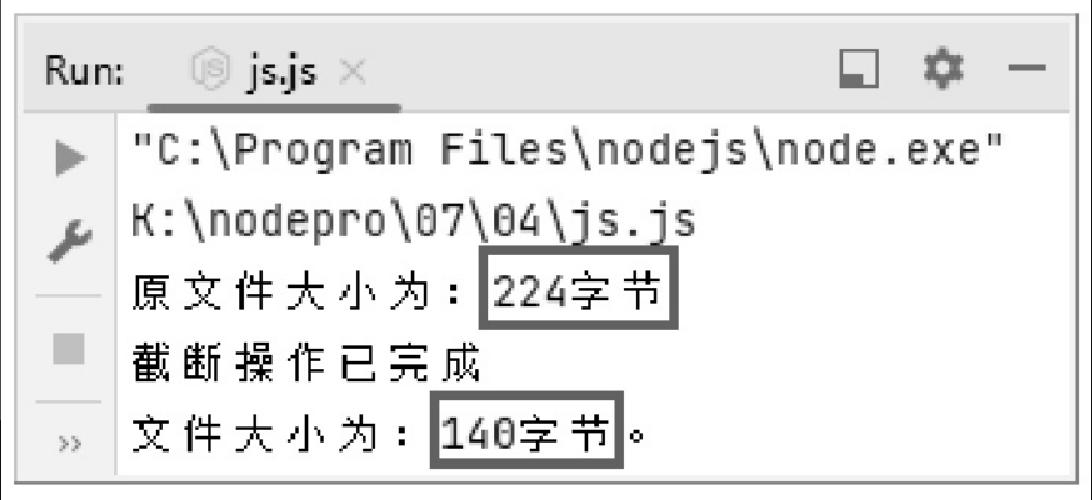 Run: js.js
"C:\Program Files\nodejs\node.exe"
K:\nodepro\07\04\js.js
原文件大小为：224字节
截断操作已完成
文件大小为：140字节。